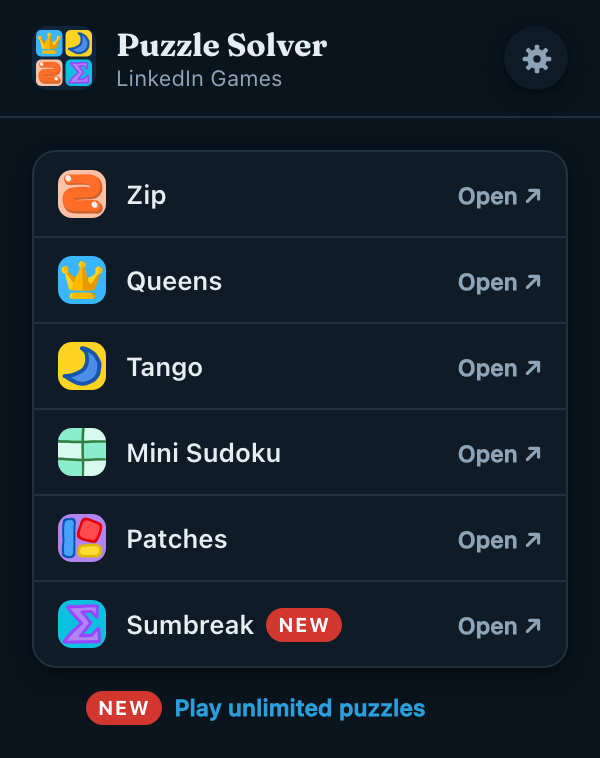 Puzzle Solver
LinkedIn Games
Zip Open ↗
Queens Open ↗
Tango Open ↗
Mini Sudoku Open ↗
Patches Open ↗
Sumbreak NEW Open ↗
NEW Play unlimited puzzles